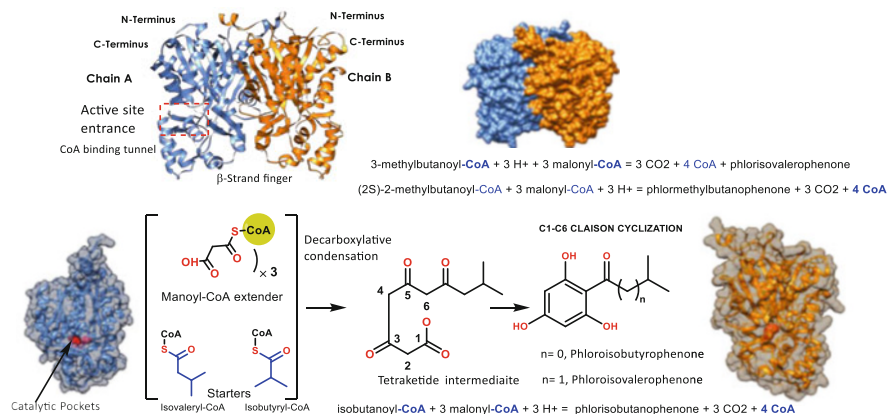 N-Terminus
N-Terminus
C-Terminus
C-Terminus
Chain A
Chain B
Active site
entrance
CoA binding tunnel
β-Strand finger
3-methylbutanoyl-CoA + 3 H+ + 3 malonyl-CoA = 3 CO2 + 4 CoA + phlorisovalerophenone
(2S)-2-methylbutanoyl-CoA + 3 malonyl-CoA + 3 H+ = phlormethylbutanophenone + 3 CO2 + 4 CoA
S CoA
OH
O
O
× 3
Manoyl-CoA extender
CoA
S
O
CoA
S
O
Starters
Isovaleryl-CoA
Isobutyryl-CoA
Catalytic Pockets
Decarboxylative
condensation
O
O
4
5
6
3
1
O
O
O
2
Tetraketide intermediaite
C1-C6 CLAISON CYCLIZATION
OH
O
n
HO
OH
n= 0, Phloroisobutyrophenone
n= 1, Phloroisovalerophenone
isobutanoyl-CoA + 3 malonyl-CoA + 3 H+ = phlorisobutanophenone + 3 CO2 + 4 CoA